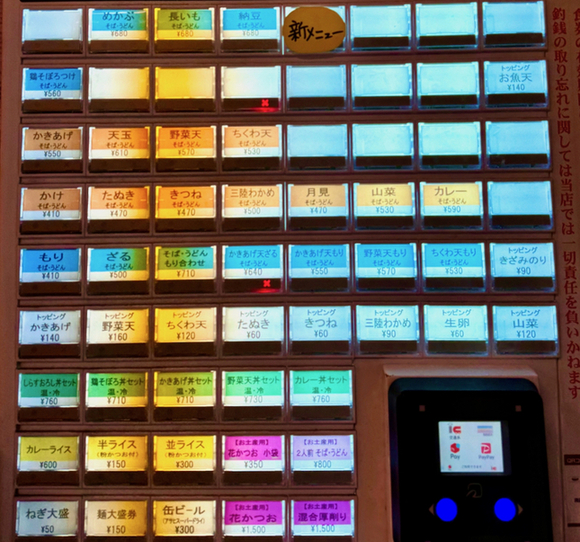 めかぶ
そば・うどん
¥680
長いも
そば・うどん
¥680
納豆
そば・うどん
¥680
新メニュー
鶏そぼろつけ
そば・うどん
¥560
トッピング
お魚天
¥140
かきあげ
そば・うどん
¥550
天玉
そば・うどん
¥610
野菜天
そば・うどん
¥570
ちくわ天
そば・うどん
¥530
かけ
そば・うどん
¥410
たぬき
そば・うどん
¥470
きつね
そば・うどん
¥470
三陸わかめ
そば・うどん
¥500
月見
そば・うどん
¥470
山菜
そば・うどん
¥530
カレー
そば・うどん
¥590
もり
そば・うどん
¥410
ざる
そば・うどん
¥500
そば・うどん
もり合わせ
¥710
かきあげ天ざる
そば・うどん
¥640
かきあげ天もり
そば・うどん
¥550
野菜天もり
そば・うどん
¥570
ちくわ天もり
そば・うどん
¥530
トッピング
きざみのり
¥90
トッピング
かきあげ
¥140
トッピング
野菜天
¥160
トッピング
ちくわ天
¥120
トッピング
たぬき
¥60
トッピング
きつね
¥60
トッピング
三陸わかめ
¥90
トッピング
生卵
¥60
トッピング
山菜
¥120
しらすおろし丼セット
温・冷
¥760
鶏そぼろ丼セット
温・冷
¥710
かきあげ丼セット
温・冷
¥710
野菜天丼セット
温・冷
¥730
カレー丼セット
温・冷
¥760
カレーライス
¥600
半ライス
(粉かつお付)
¥150
並ライス
(粉かつお付)
¥300
【お土産用】
花かつお 小袋
¥350
【お土産用】
2人前 そば・うどん
¥800
ねぎ大盛
¥50
麺大盛券
¥150
缶ビール
(アサヒスーパードライ)
¥300
【お土産用】
花かつお
¥1,500
【お土産用】
混合厚削り
¥1,500
釣銭の取り忘れに関しては当店では一切責任を負いかねます
Pay
PayPay